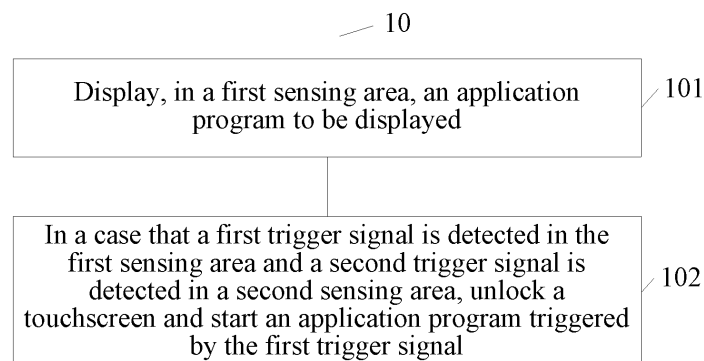 10
Display, in a first sensing area, an application
program to be displayed
101
In a case that a first trigger signal is detected in the
first sensing area and a second trigger signal is
detected in a second sensing area, unlock a
touchscreen and start an application program triggered
by the first trigger signal
102